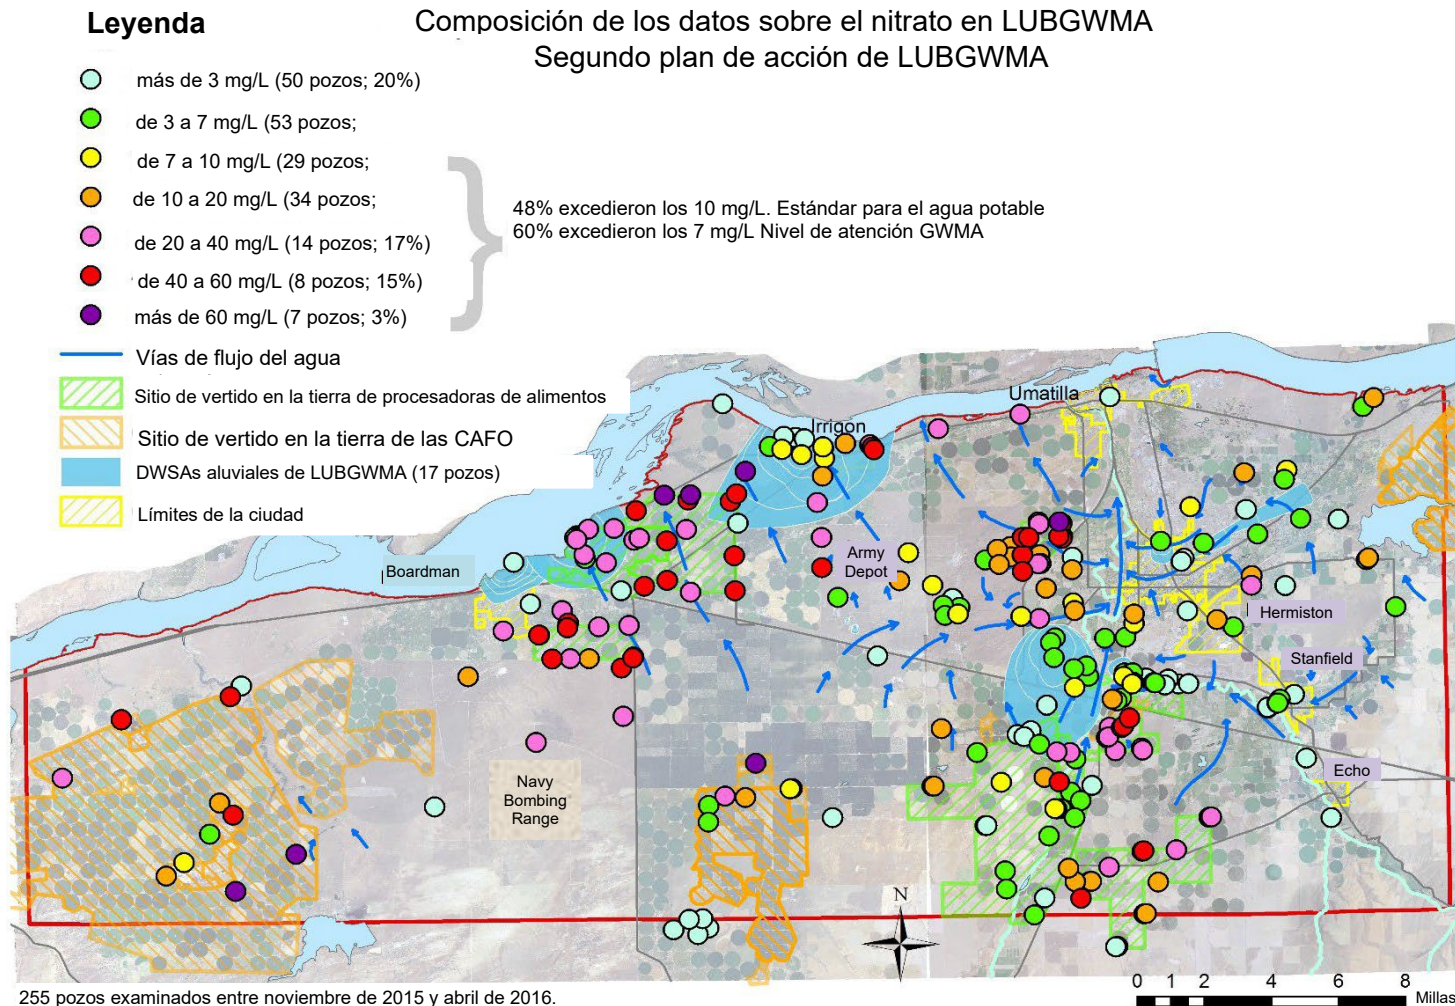 Leyenda
Composición de los datos sobre el nitrato en LUBGWMA
Segundo plan de acción de LUBGWMA
más de 3 mg/L (50 pozos; 20%)
de 3 a 7 mg/L (53 pozos;
de 7 a 10 mg/L (29 pozos;
de 10 a 20 mg/L (34 pozos;
de 20 a 40 mg/L (14 pozos; 17%)
de 40 a 60 mg/L (8 pozos; 15%)
más de 60 mg/L (7 pozos; 3%)
48% excedieron los 10 mg/L. Estándar para el agua potable
60% excedieron los 7 mg/L Nivel de atención GWMA
Vías de flujo del agua
Sitio de vertido en la tierra de procesadoras de alimentos
Sitio de vertido en la tierra de las CAFO
DWSAs aluviales de LUBGWMA (17 pozos)
Límites de la ciudad
Umatilla
Irrigon
Boardman
Army
Depot
Hermiston
Stanfield
Echo
Navy
Bombing
Range
N
0 1 2 4 6 8
Millas
255 pozos examinados entre noviembre de 2015 y abril de 2016.